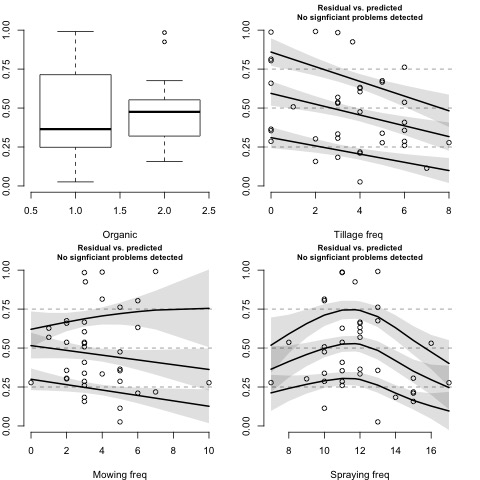 0.00 0.25 0.50 0.75 1.00
0.5 1.0 1.5 2.0 2.5
Organic
Residual vs. predicted
No signficiant problems detected
0.00 0.25 0.50 0.75 1.00
0 2 4 6 8
Tillage freq
Residual vs. predicted
No signficiant problems detected
0.00 0.25 0.50 0.75 1.00
0 2 4 6 8 10
Mowing freq
Residual vs. predicted
No signficiant problems detected
0.00 0.25 0.50 0.75 1.00
8 10 12 14 16
Spraying freq